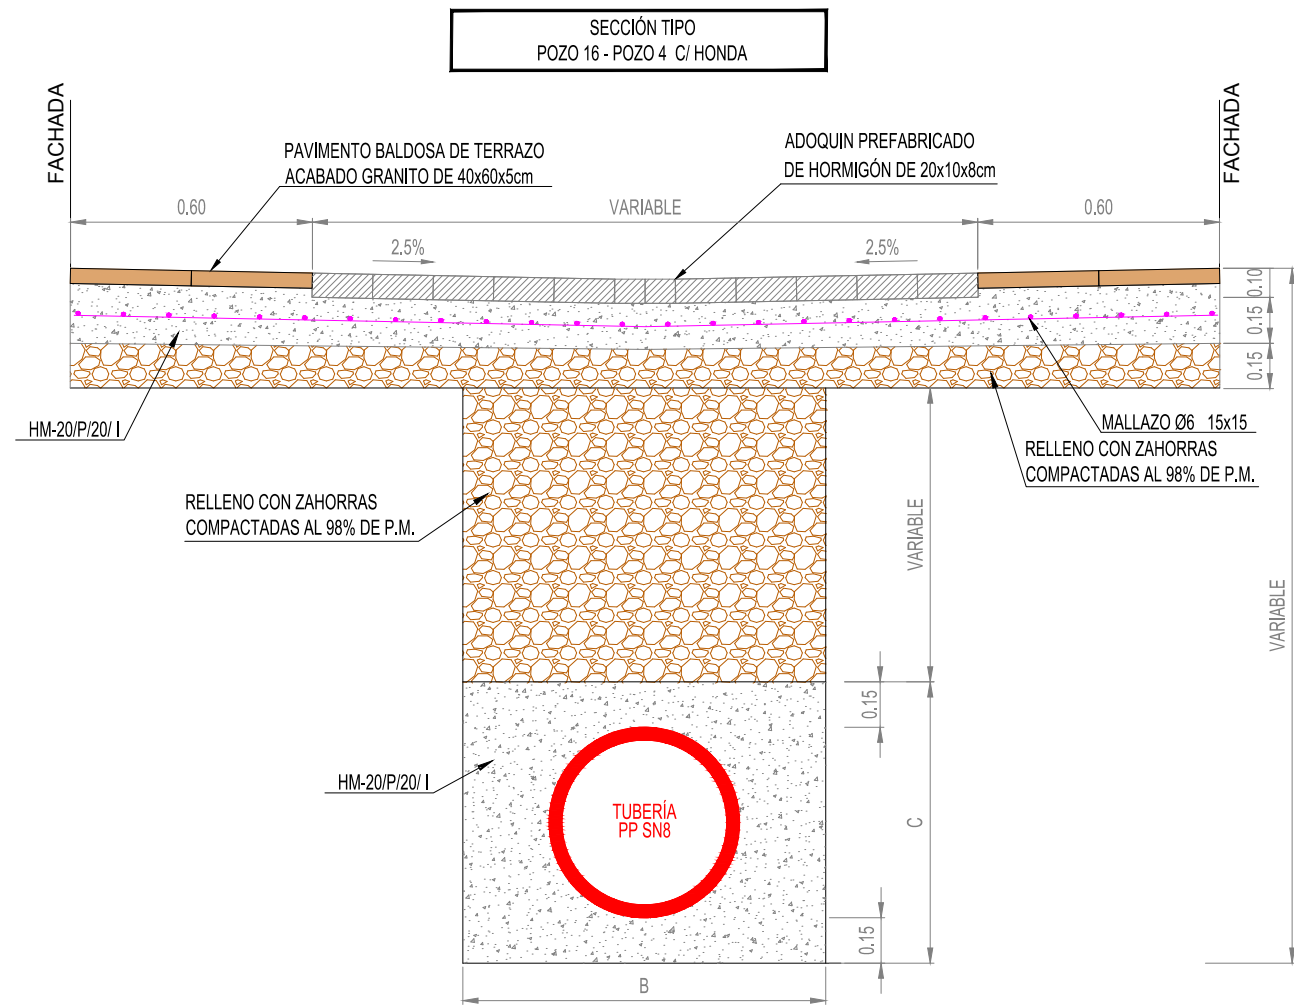 SECCIÓN TIPO
POZO 16 - POZO 4 C/ HONDA
FACHADA
FACHADA
PAVIMENTO BALDOSA DE TERRAZO
ACABADO GRANITO DE 40x60x5cm
ADOQUIN PREFABRICADO
DE HORMIGÓN DE 20x10x8cm
0.60
VARIABLE
0.60
2.5%
2.5%
0.10
0.15
0.15
HM-20/P/20/ I
MALLAZO Ø6 15x15
RELLENO CON ZAHORRAS
COMPACTADAS AL 98% DE P.M.
RELLENO CON ZAHORRAS
COMPACTADAS AL 98% DE P.M.
VARIABLE
VARIABLE
0.15
HM-20/P/20/ I
TUBERÍA
PP SN8
C
0.15
B